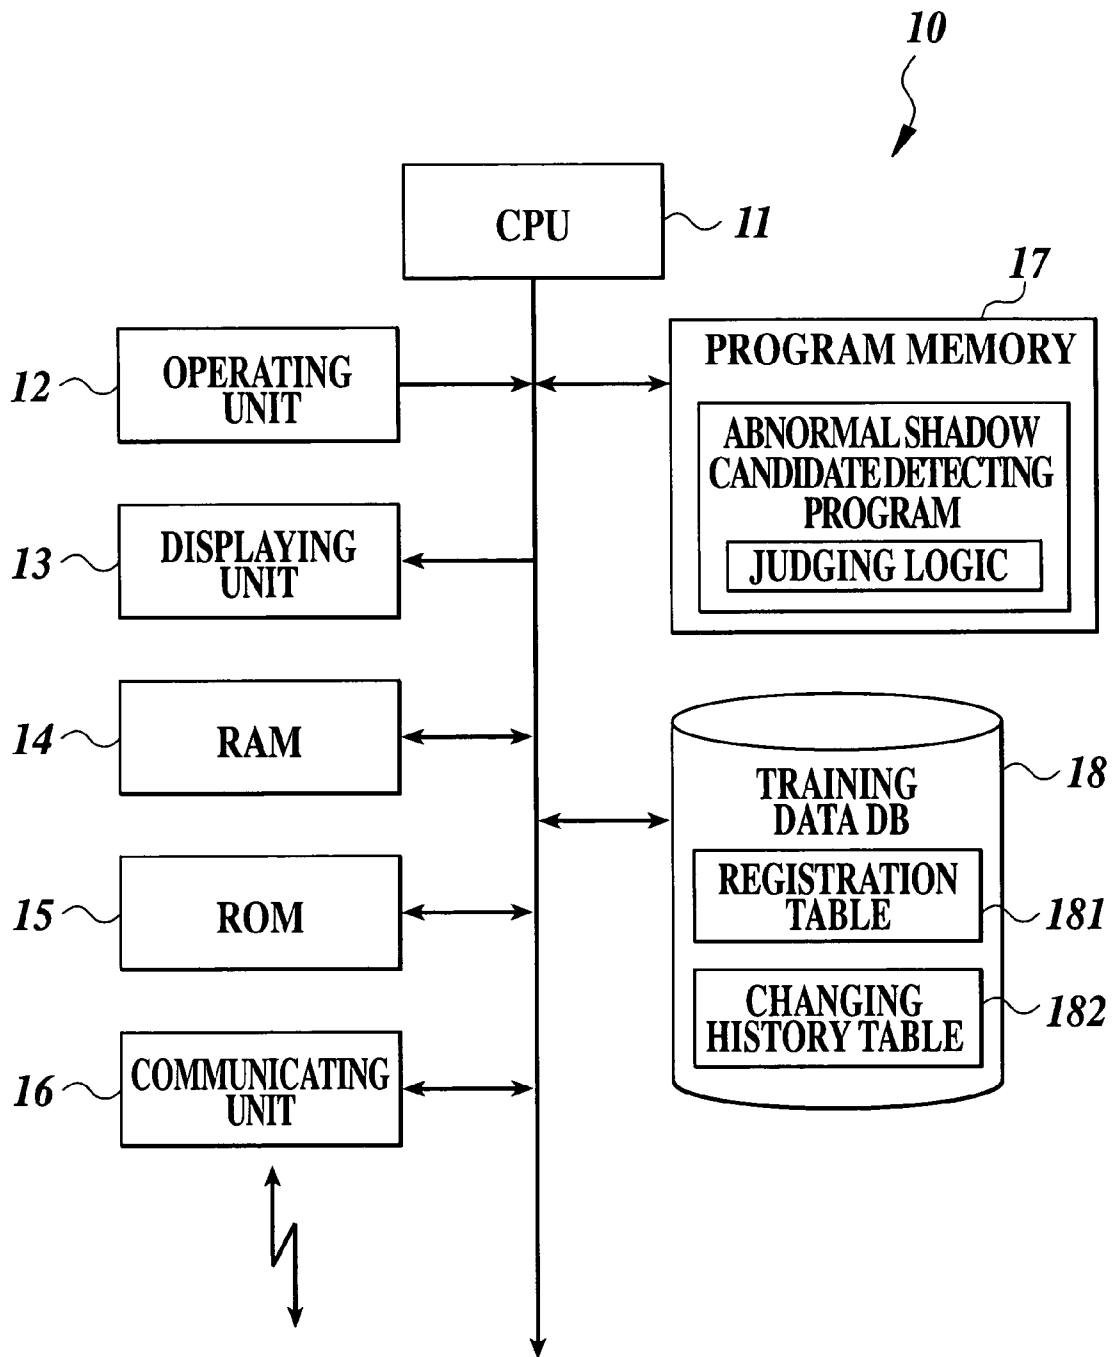 10
CPU
11
17
PROGRAM MEMORY
12
OPERATING
UNIT
ABNORMAL SHADOW
CANDIDATE DETECTING
PROGRAM
JUDGING LOGIC
13
DISPLAYING
UNIT
14
RAM
18
TRAINING
DATA DB
15
ROM
REGISTRATION
TABLE
181
16
COMMUNICATING
UNIT
CHANGING
HISTORY TABLE
182